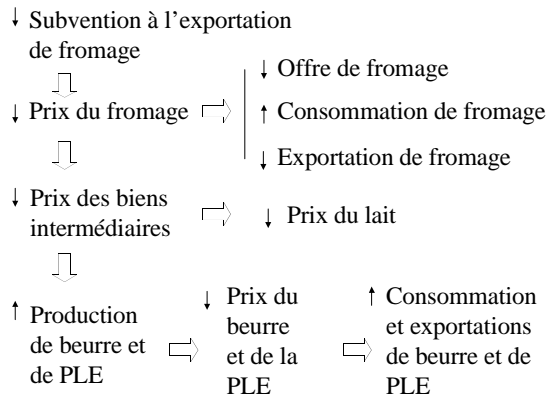 ↓ Subvention à l’exportation
de fromage
↓ Offre de fromage
↓ Prix du fromage
↑ Consommation de fromage
↓ Exportation de fromage
↓ Prix des biens
intermédiaires
↓ Prix du lait
↑ Production
de beurre et
de PLE
↓ Prix du
beurre
et de la
PLE
↑ Consommation
et exportations
de beurre et de
PLE